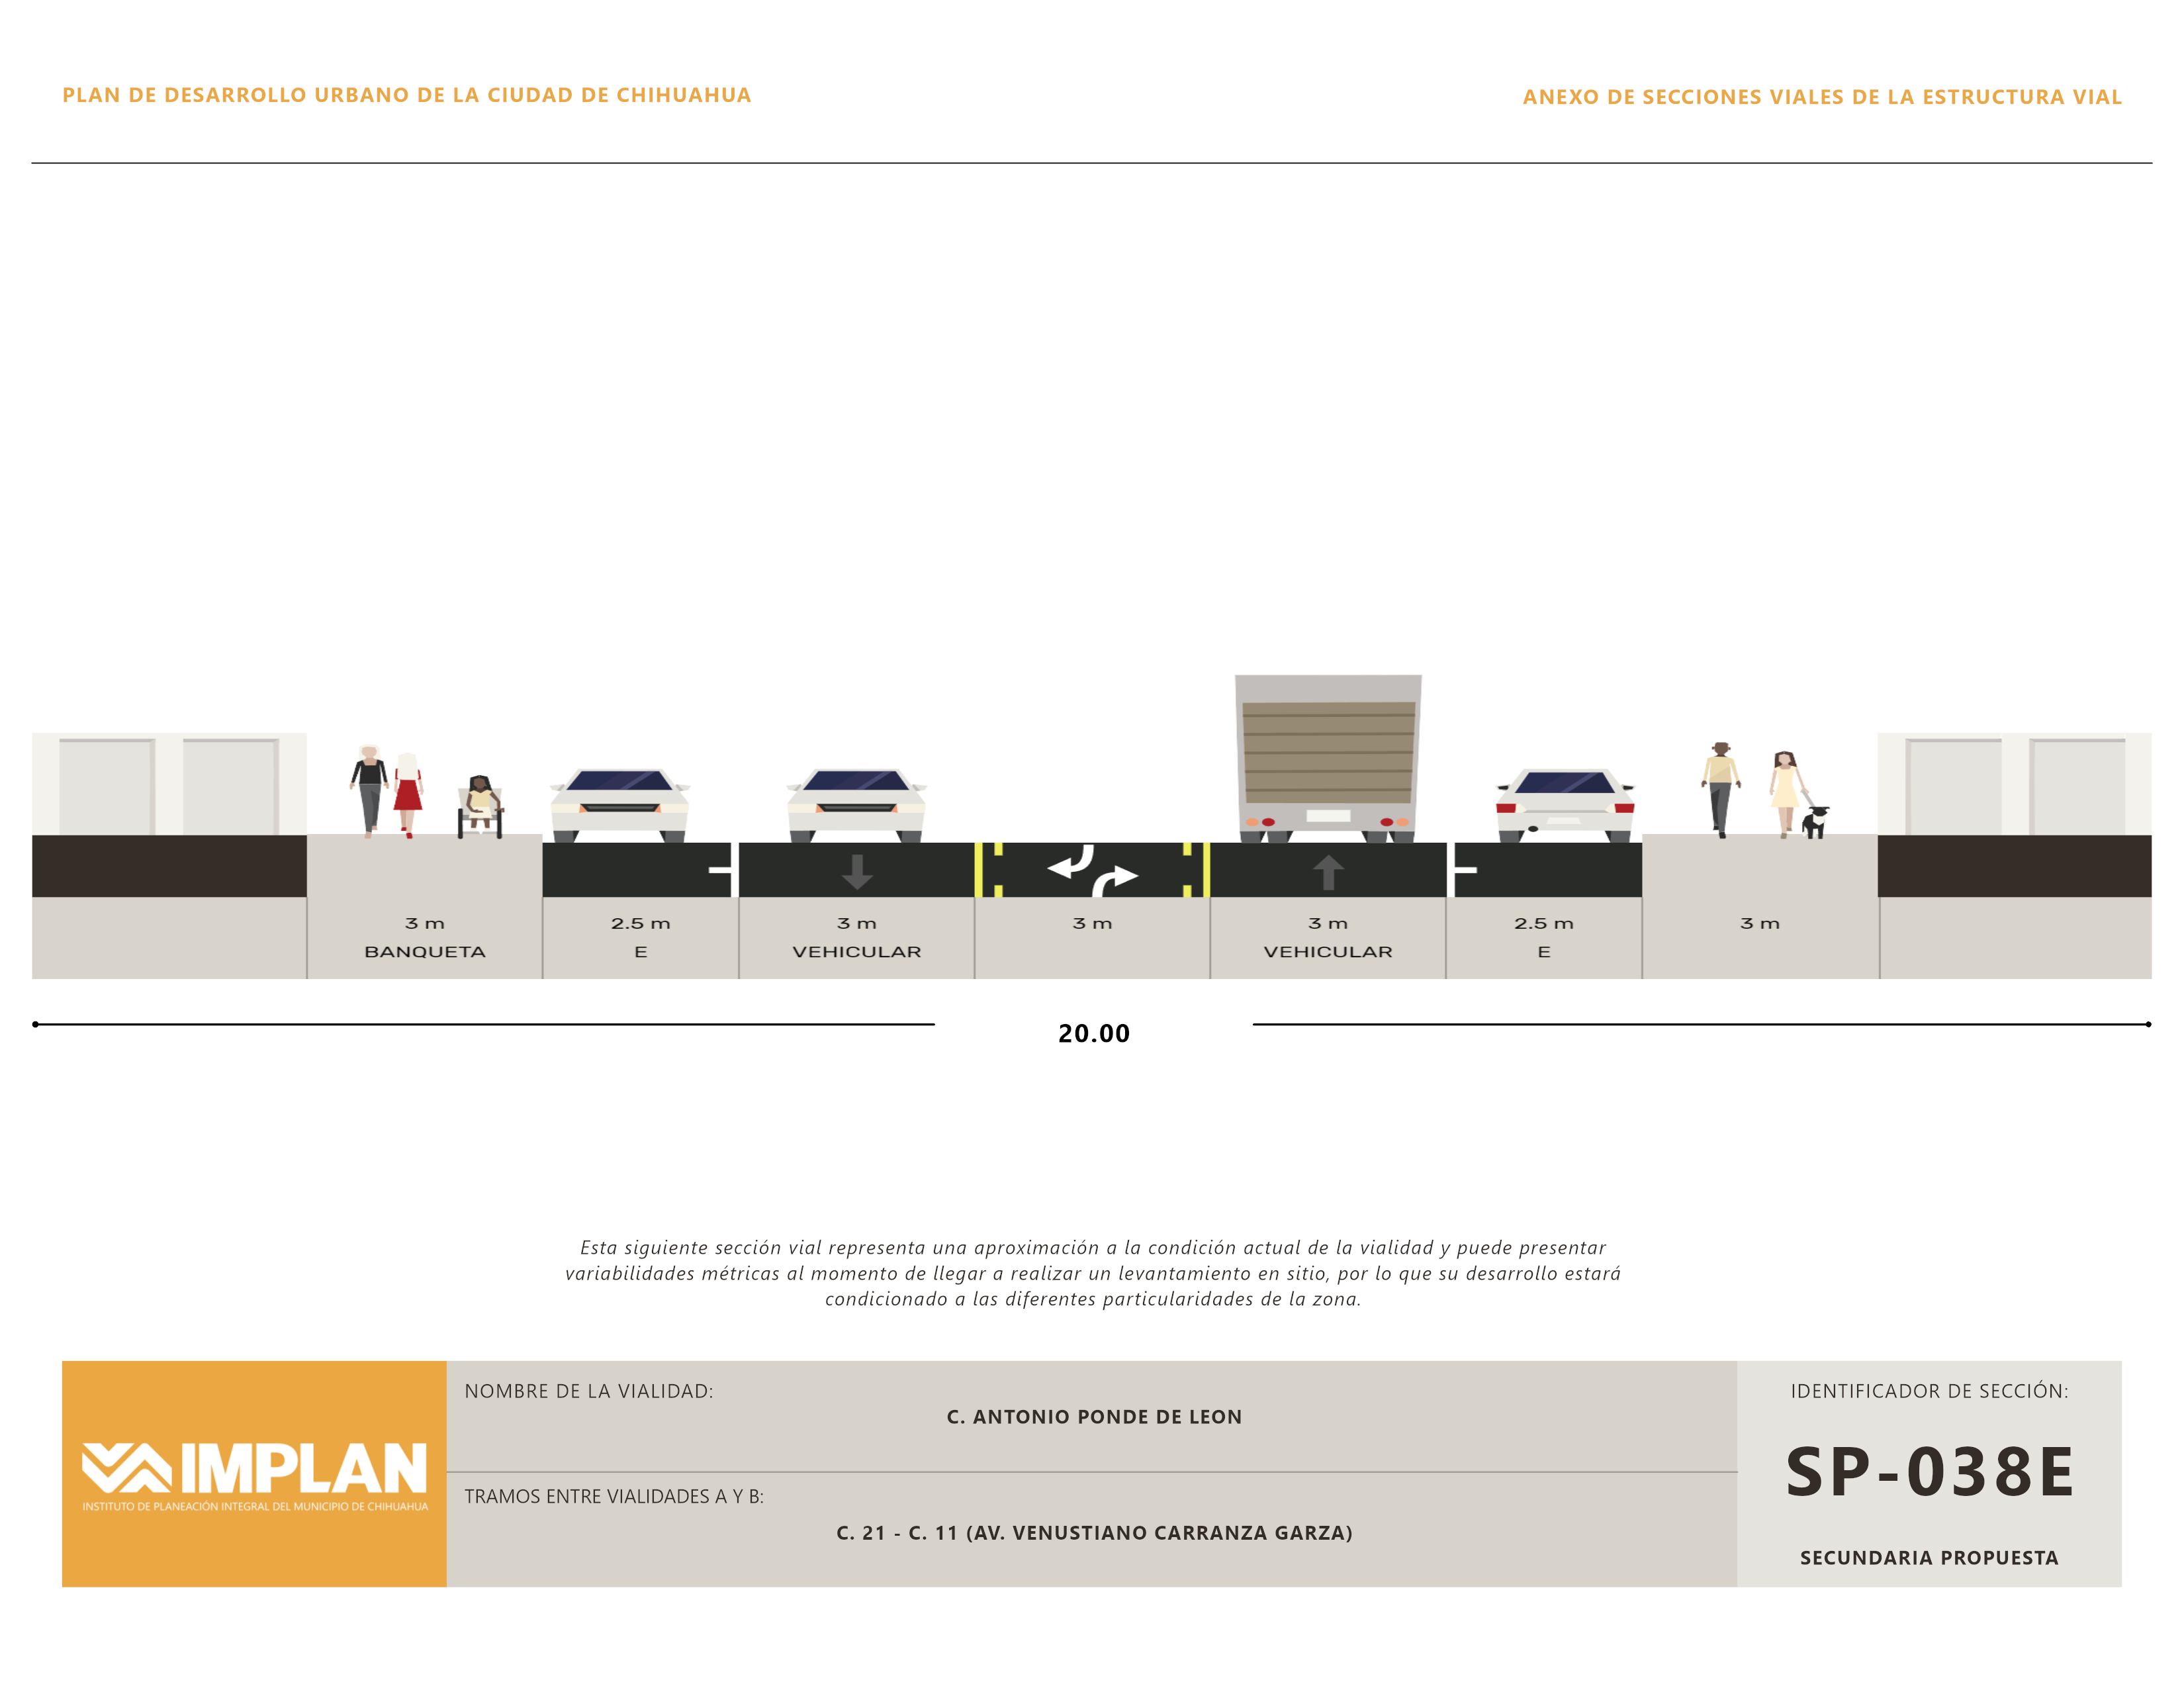 PLAN DE DESARROLLO URBANO DE LA CIUDAD DE CHIHUAHUA
ANEXO DE SECCIONES VIALES DE LA ESTRUCTURA VIAL
3 m
BANQUETA
2.5 m
E
3 m
VEHICULAR
3 m
3 m
VEHICULAR
2.5 m
E
3 m
20.00
Esta siguiente sección vial representa una aproximación a la condición actual de la vialidad y puede presentar
variabilidades métricas al momento de llegar a realizar un levantamiento en sitio, por lo que su desarrollo estará
condicionado a las diferentes particularidades de la zona.
IMPLAN
INSTITUTO DE PLANEACIÓN INTEGRAL DEL MUNICIPIO DE CHIHUAHUA
NOMBRE DE LA VIALIDAD:
C. ANTONIO PONDE DE LEON
TRAMOS ENTRE VIALIDADES A Y B:
C. 21 - C. 11 (AV. VENUSTIANO CARRANZA GARZA)
IDENTIFICADOR DE SECCIÓN:
SP-038E
SECUNDARIA PROPUESTA